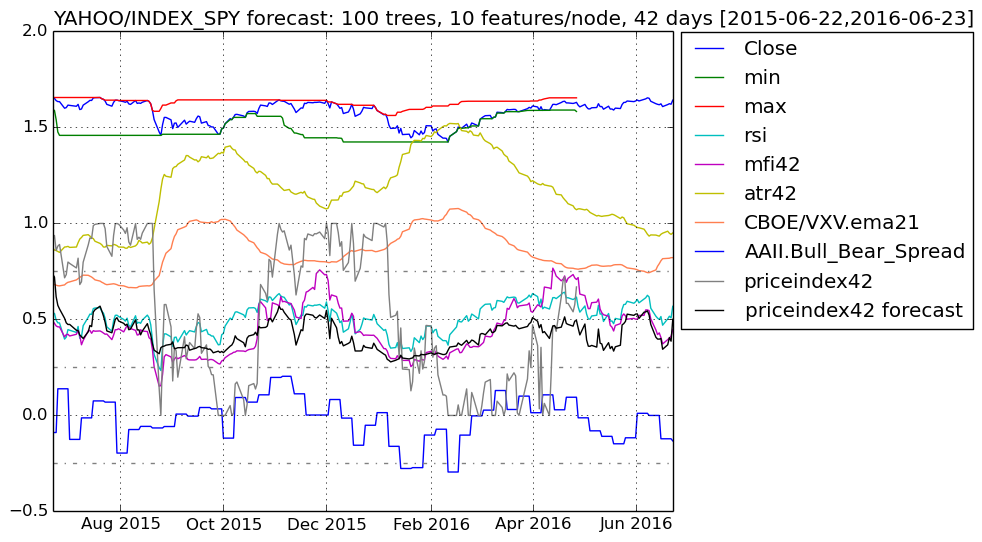 YAHOO/INDEX_SPY forecast: 100 trees, 10 features/node, 42 days [2015-06-22,2016-06-23]
2.0
1.5
1.0
0.5
0.0
−0.5
Aug 2015
Oct 2015
Dec 2015
Feb 2016
Apr 2016
Jun 2016
Close
min
max
rsi
mfi42
atr42
CBOE/VXV.ema21
AAII.Bull_Bear_Spread
priceindex42
priceindex42 forecast